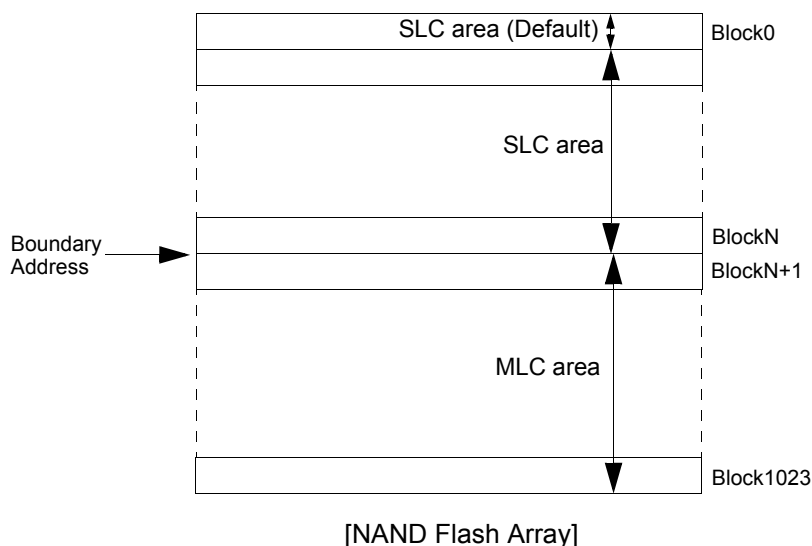 SLC area (Default)
Block0
SLC area
BlockN
Boundary
Address
BlockN+1
MLC area
Block1023
[NAND Flash Array]